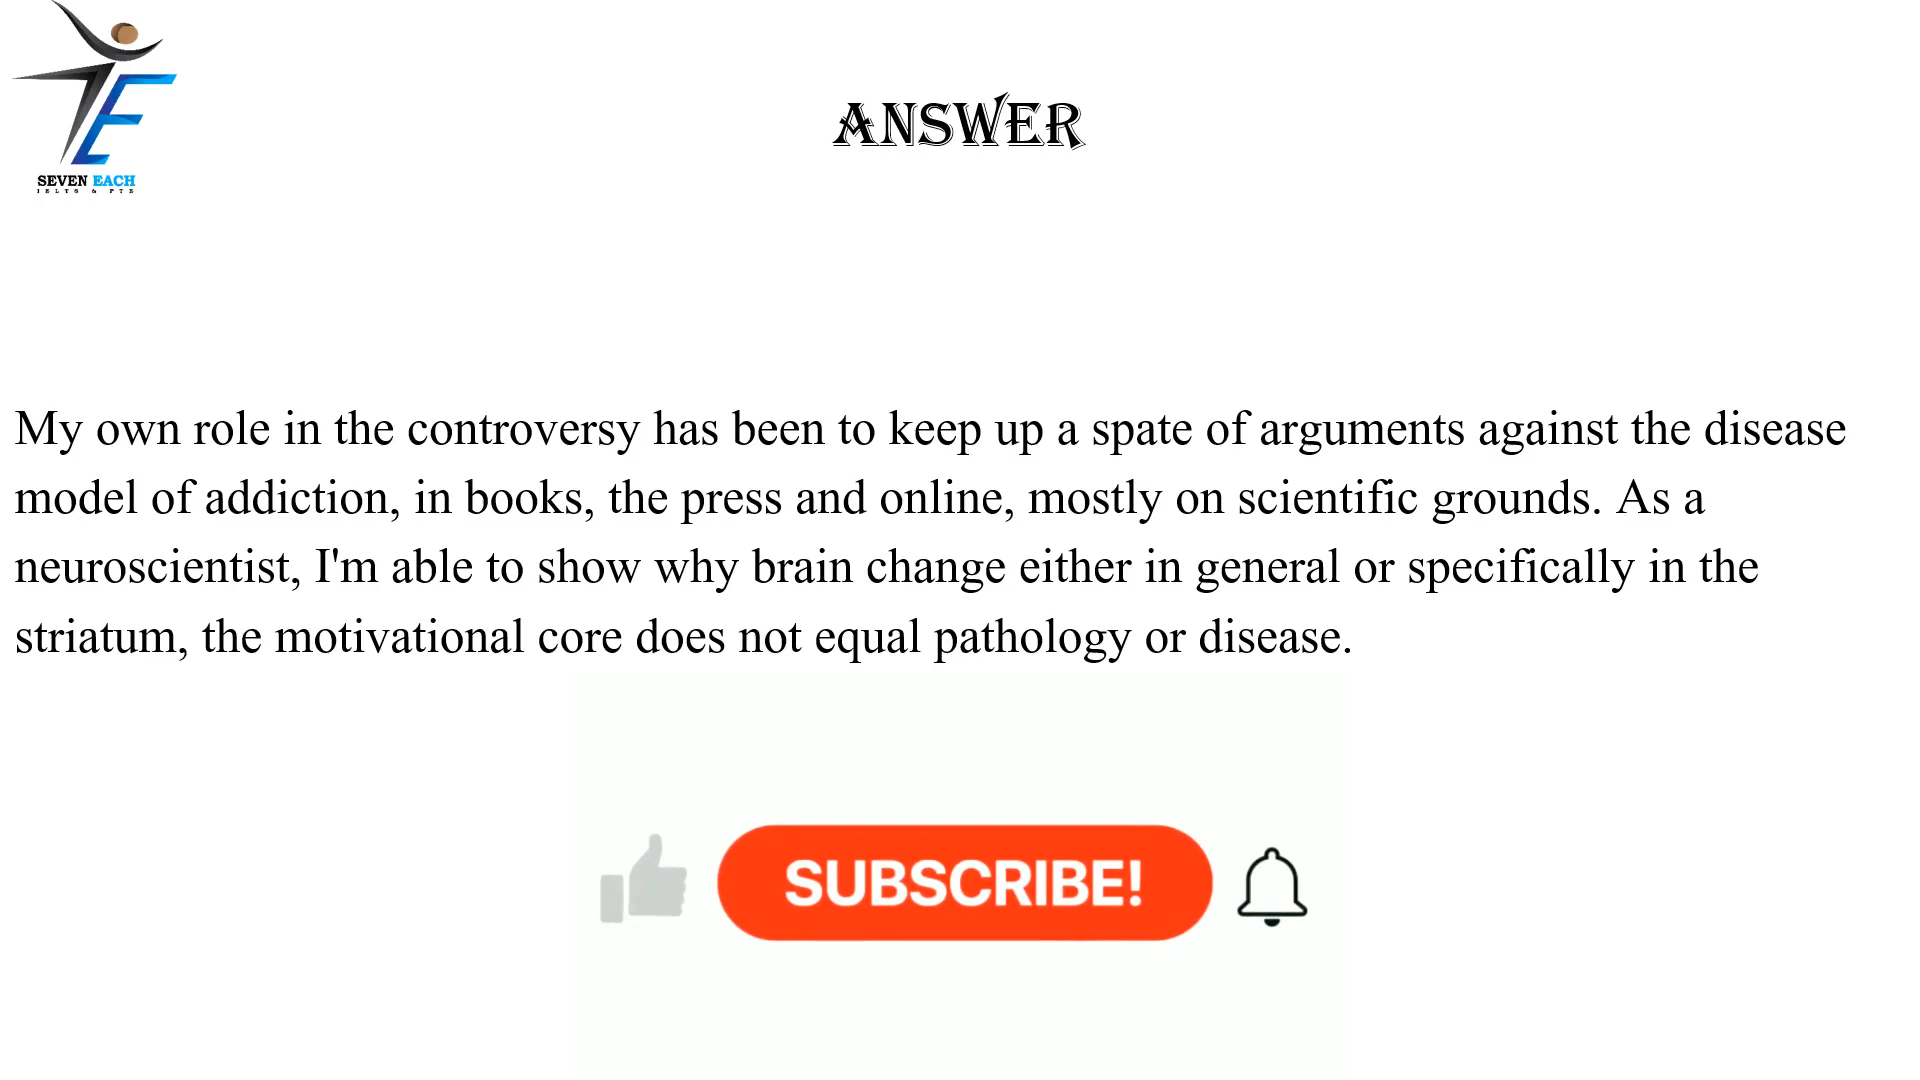 SEVEN EACH
IELTS & PTE
ANSWER
My own role in the controversy has been to keep up a spate of arguments against the disease
model of addiction, in books, the press and online, mostly on scientific grounds. As a
neuroscientist, I'm able to show why brain change either in general or specifically in the
striatum, the motivational core does not equal pathology or disease.
SUBSCRIBE!